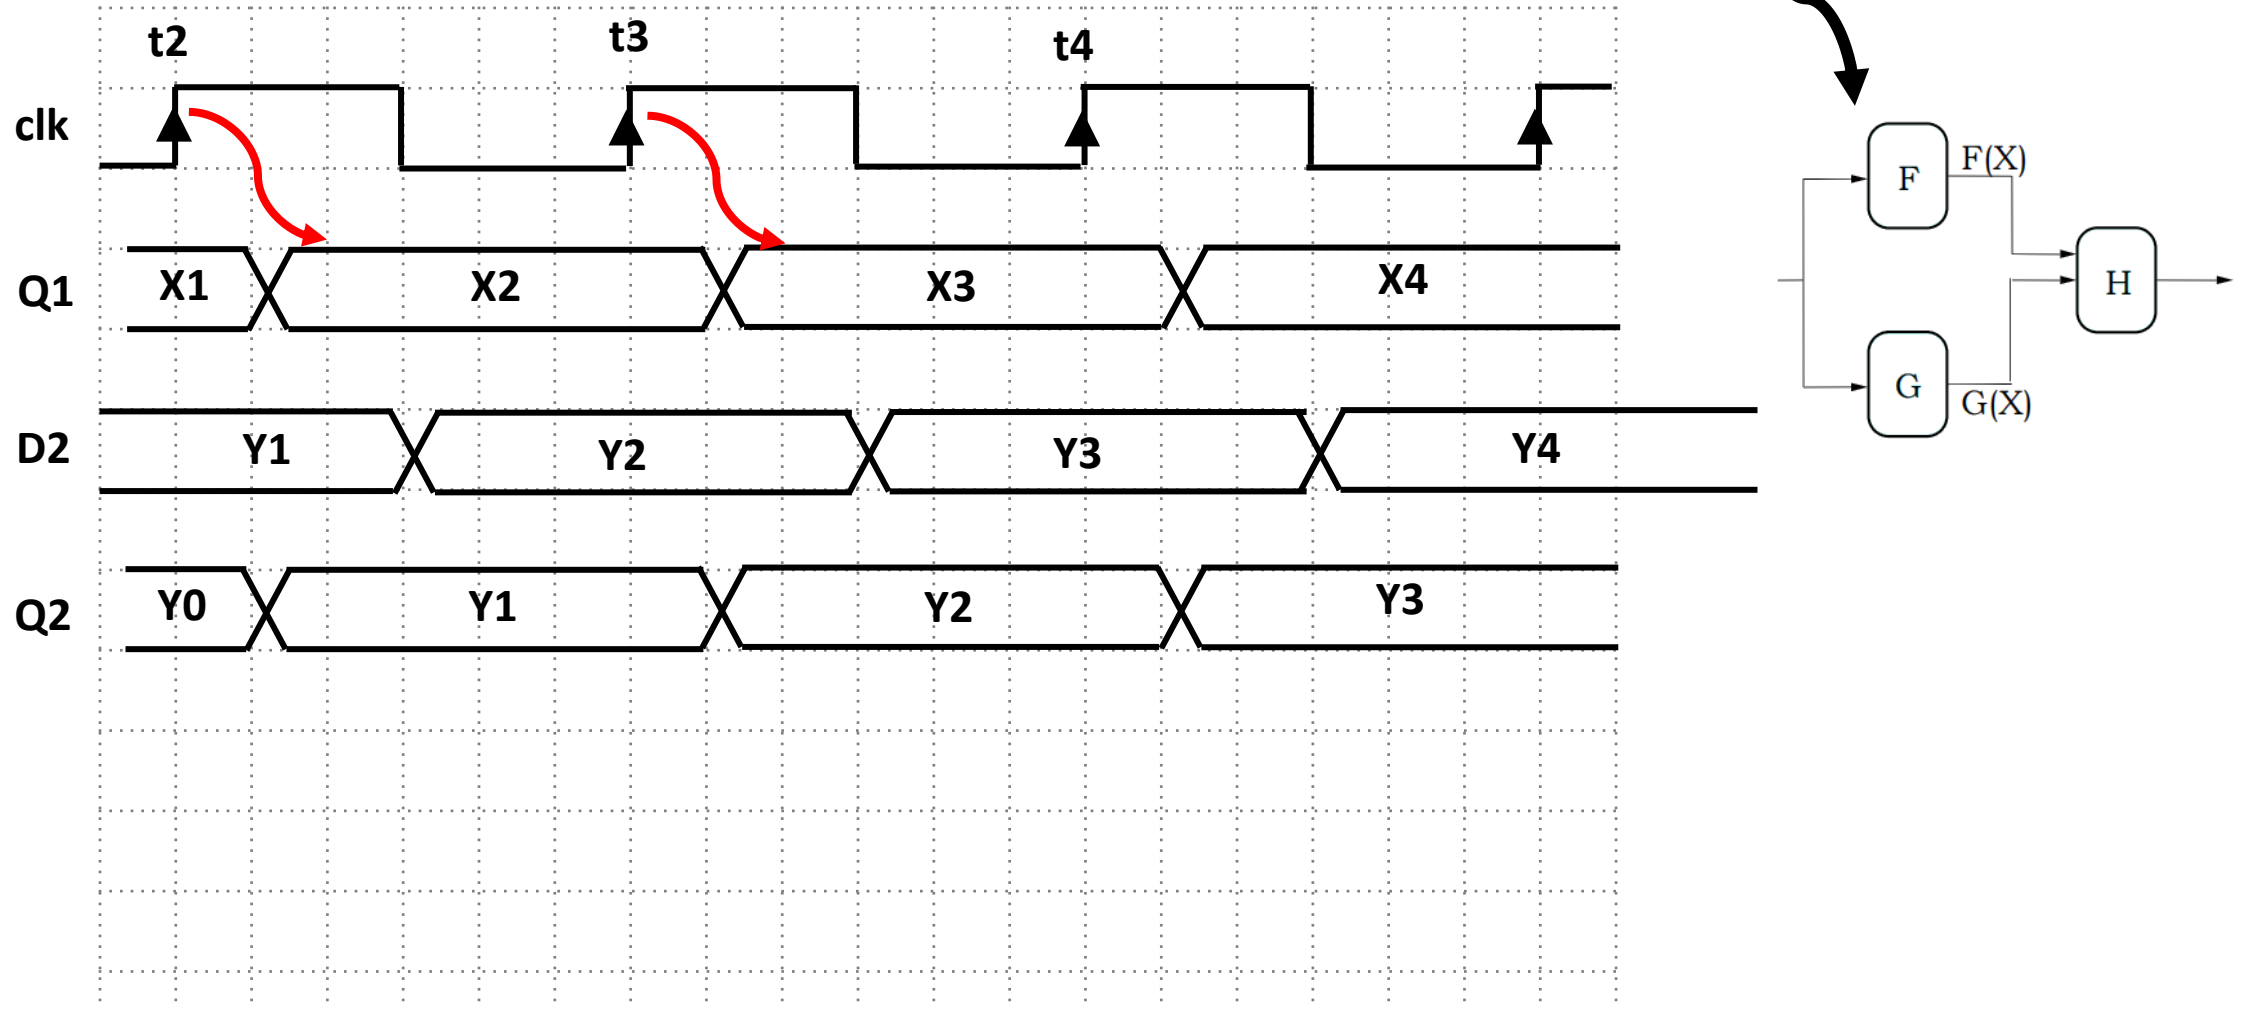 t2 t3 t4
clk
Q1 X1 X2 X3 X4
D2 Y1 Y2 Y3 Y4
Q2 Y0 Y1 Y2 Y3
F F(X)
H
G G(X)